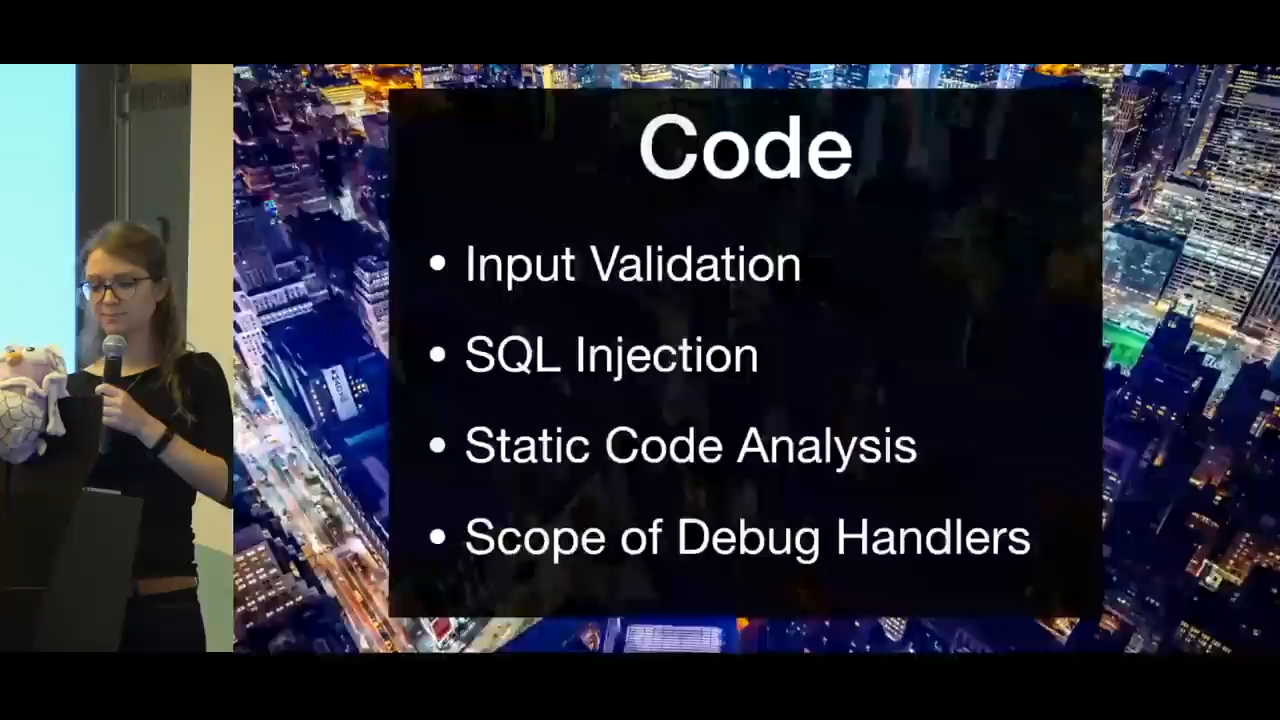 Code
• Input Validation
• SQL Injection
• Static Code Analysis
• Scope of Debug Handlers